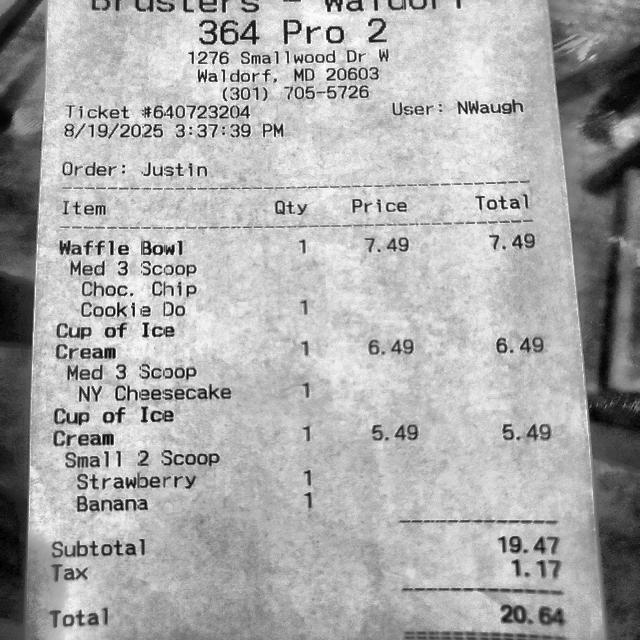 Brusters - Waldorf
364 Pro 2
1276 Smallwood Dr W
Waldorf, MD 20603
(301) 705-5726
Ticket #640723204 User: NWaugh
8/19/2025 3:37:39 PM
Order: Justin
Item Qty Price Total
Waffle Bowl 1 7.49 7.49
Med 3 Scoop
Choc. Chip
Cookie Do 1
Cup of Ice
Cream 1 6.49 6.49
Med 3 Scoop
NY Cheesecake 1
Cup of Ice
Cream 1 5.49 5.49
Small 2 Scoop
Strawberry 1
Banana 1
Subtotal 19.47
Tax 1.17
Total 20.64